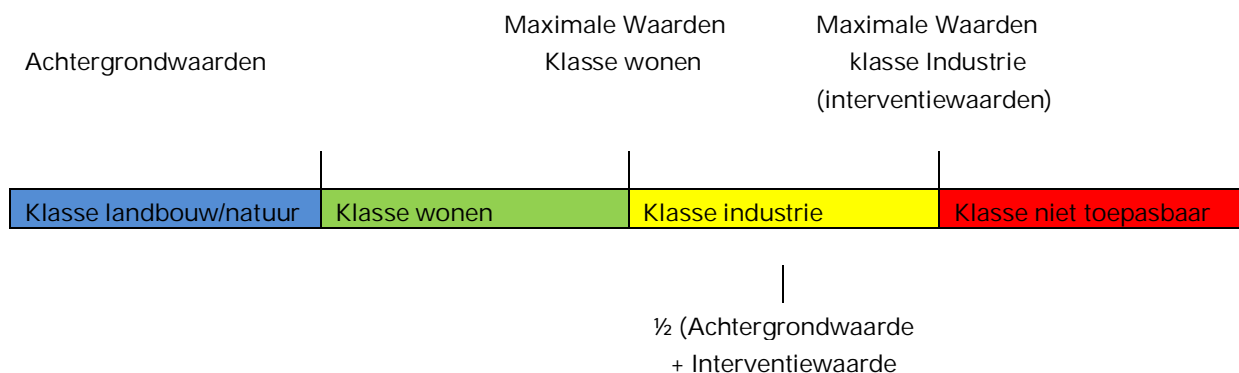 Achtergrondwaarden
Maximale Waarden
Klasse wonen
Maximale Waarden
klasse Industrie
(interventiewaarden)
Klasse landbouw/natuur
Klasse wonen
Klasse industrie
Klasse niet toepasbaar
½ (Achtergrondwaarde
+ Interventiewaarde